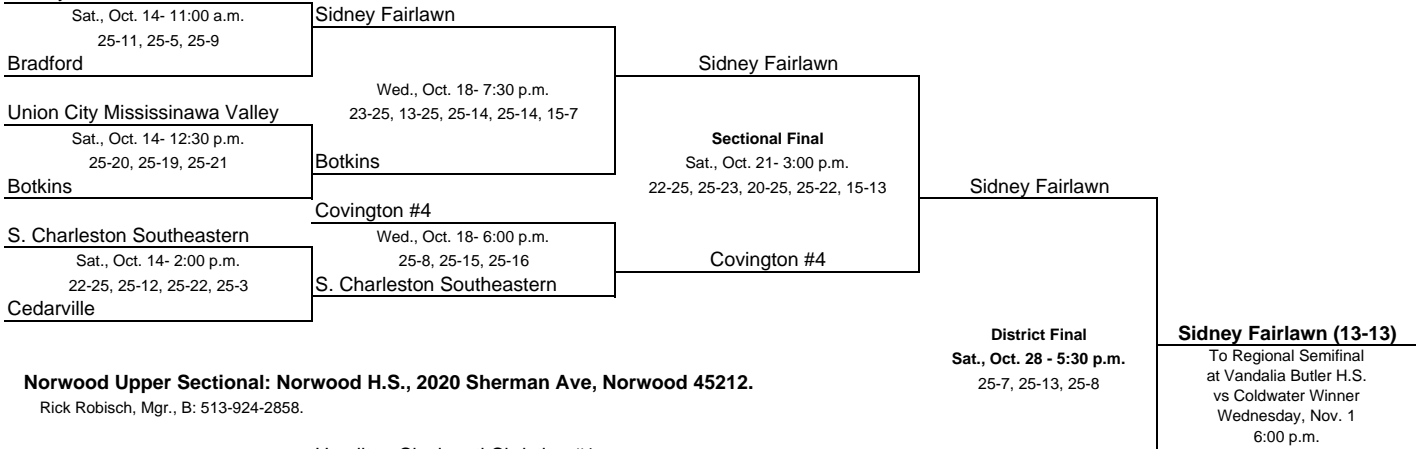 Sat., Oct. 14- 11:00 a.m.
Sidney Fairlawn
25-11, 25-5, 25-9
Bradford
Sidney Fairlawn
Wed., Oct. 18- 7:30 p.m.
Union City Mississinawa Valley
23-25, 13-25, 25-14, 25-14, 15-7
Sat., Oct. 14- 12:30 p.m.
Sectional Final
25-20, 25-19, 25-21
Botkins
Sat., Oct. 21- 3:00 p.m.
Botkins
22-25, 25-23, 20-25, 25-22, 15-13
Sidney Fairlawn
Covington #4
S. Charleston Southeastern
Wed., Oct. 18- 6:00 p.m.
Sat., Oct. 14- 2:00 p.m.
25-8, 25-15, 25-16
Covington #4
22-25, 25-12, 25-22, 25-3
S. Charleston Southeastern
Cedarville
District Final
Sidney Fairlawn (13-13)
Sat., Oct. 28 - 5:30 p.m.
To Regional Semifinal
25-7, 25-13, 25-8
at Vandalia Butler H.S.
vs Coldwater Winner
Wednesday, Nov. 1
6:00 p.m.
Norwood Upper Sectional: Norwood H.S., 2020 Sherman Ave, Norwood 45212.
Rick Robisch, Mgr., B: 513-924-2858.